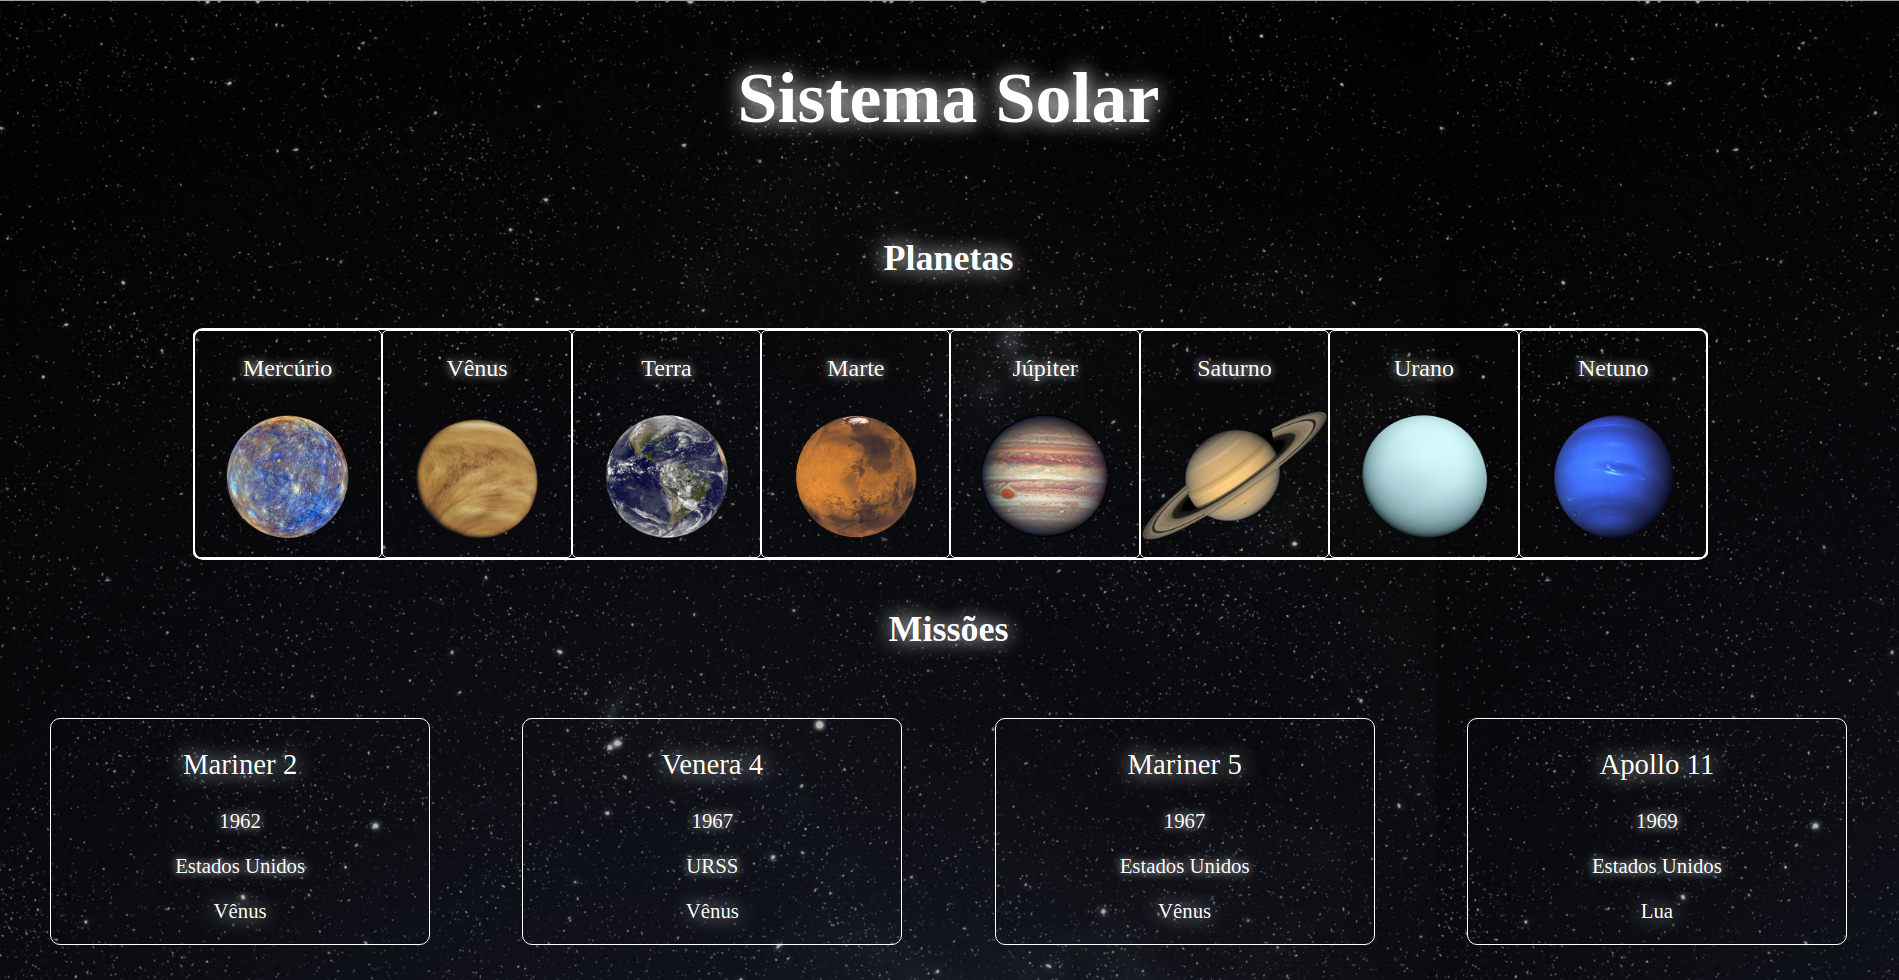 Sistema Solar
Planetas
Mercúrio Vênus Terra Marte Júpiter Saturno Urano Netuno
Missões
Mariner 2 Venera 4 Mariner 5 Apollo 11
1962 1967 1967 1969
Estados Unidos URSS Estados Unidos Estados Unidos
Vênus Vênus Vênus Lua